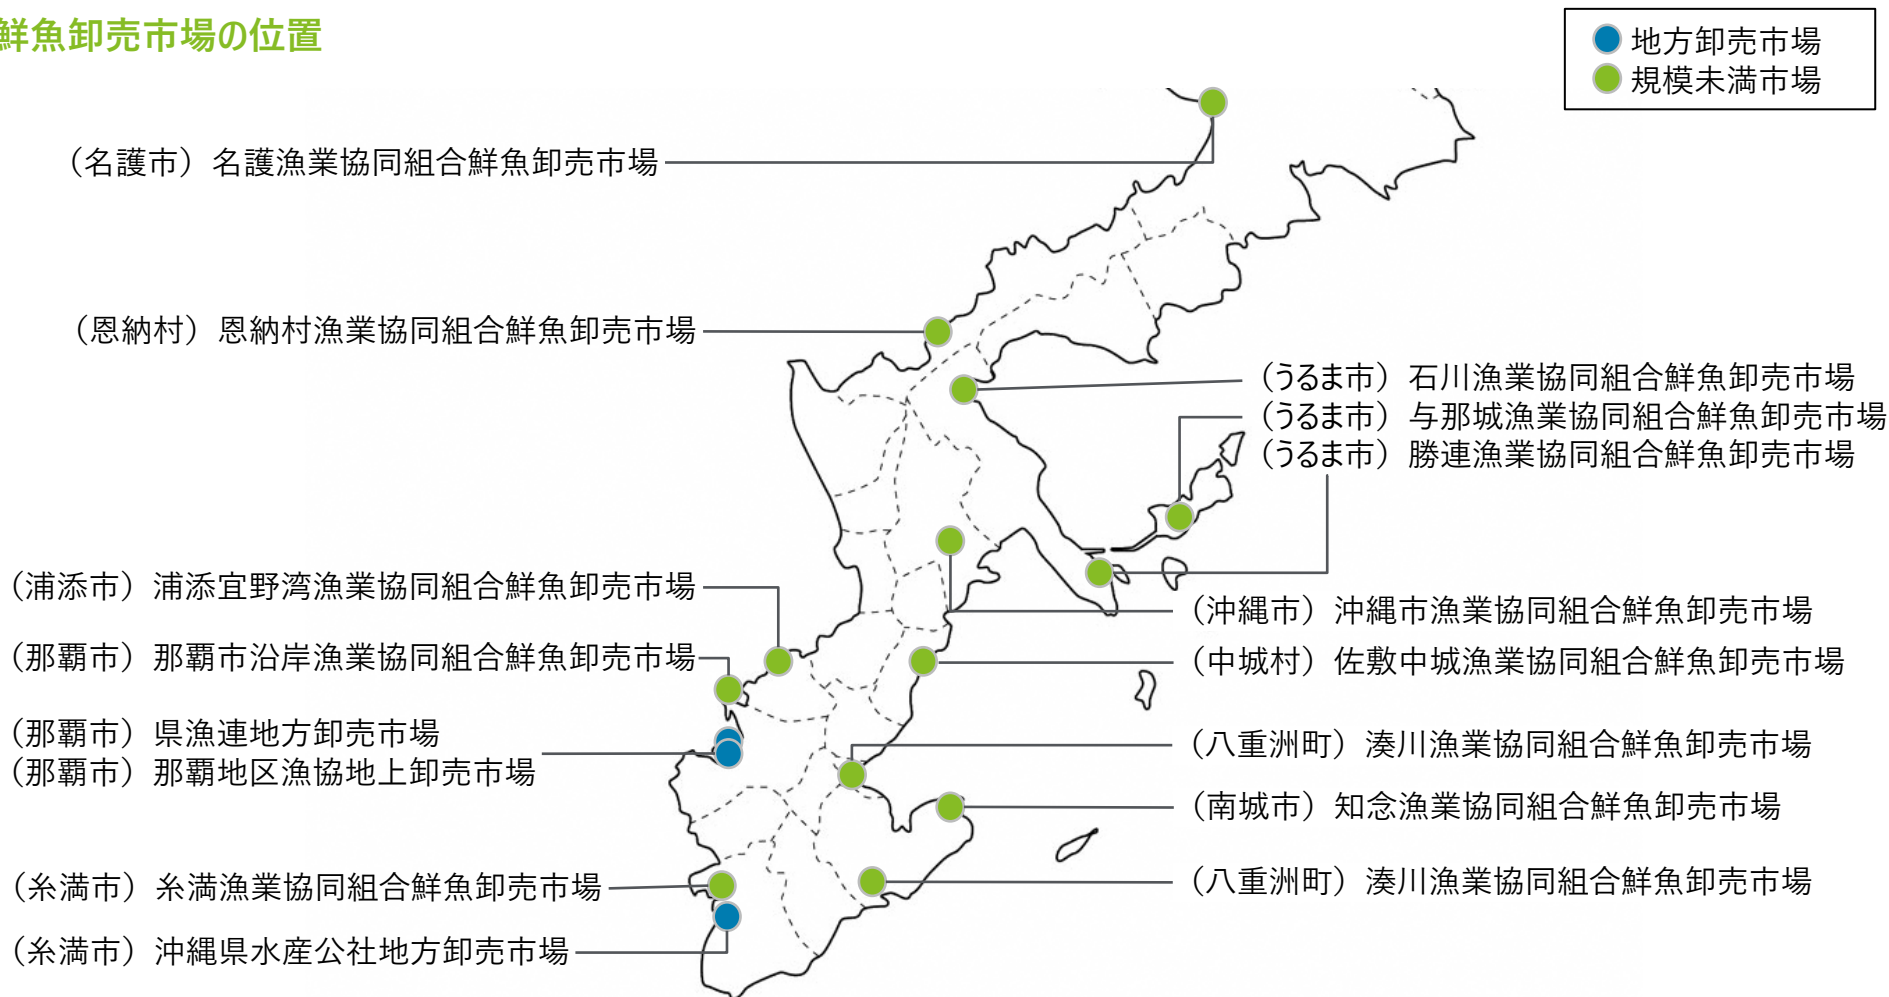 鮮魚卸売市場の位置
地方卸売市場
規模未満市場
（名護市）名護漁業協同組合鮮魚卸売市場
（恩納村）恩納村漁業協同組合鮮魚卸売市場
（うるま市）石川漁業協同組合鮮魚卸売市場
（うるま市）与那城漁業協同組合鮮魚卸売市場
（うるま市）勝連漁業協同組合鮮魚卸売市場
（浦添市）浦添宜野湾漁業協同組合鮮魚卸売市場
（那覇市）那覇市沿岸漁業協同組合鮮魚卸売市場
（那覇市）県漁連地方卸売市場
（那覇市）那覇地区漁協地上卸売市場
（糸満市）糸満漁業協同組合鮮魚卸売市場
（糸満市）沖縄県水産公社地方卸売市場
（沖縄市）沖縄市漁業協同組合鮮魚卸売市場
（中城村）佐敷中城漁業協同組合鮮魚卸売市場
（八重洲町）湊川漁業協同組合鮮魚卸売市場
（南城市）知念漁業協同組合鮮魚卸売市場
（八重洲町）湊川漁業協同組合鮮魚卸売市場